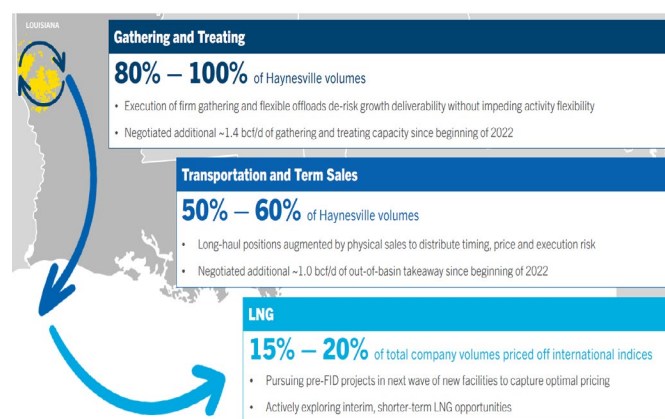 LOUISIANA
Gathering and Treating
80% – 100% of Haynesville volumes
• Execution of firm gathering and flexible offloads de-risk growth deliverability without impeding activity flexibility
• Negotiated additional ~1.4 bcf/d of gathering and treating capacity since beginning of 2022
Transportation and Term Sales
50% – 60% of Haynesville volumes
• Long-haul positions augmented by physical sales to distribute timing, price and execution risk
• Negotiated additional ~1.0 bcf/d of out-of-basin takeaway since beginning of 2022
LNG
15% – 20% of total company volumes priced off international indices
• Pursuing pre-FID projects in next wave of new facilities to capture optimal pricing
• Actively exploring interim, shorter-term LNG opportunities